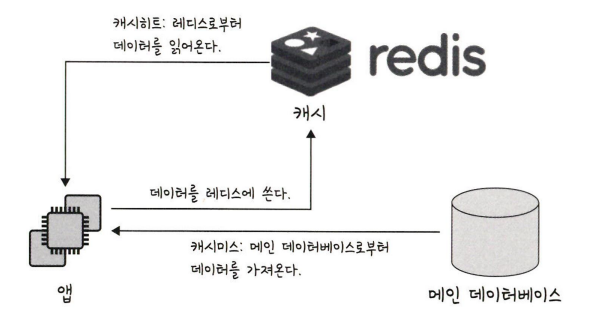 캐시히트: 레디스로부터
데이터를 읽어온다.
redis
캐시
데이터를 레디스에 쓴다.
캐시미스: 메인 데이터베이스로부터
데이터를 가져온다.
앱
메인 데이터베이스